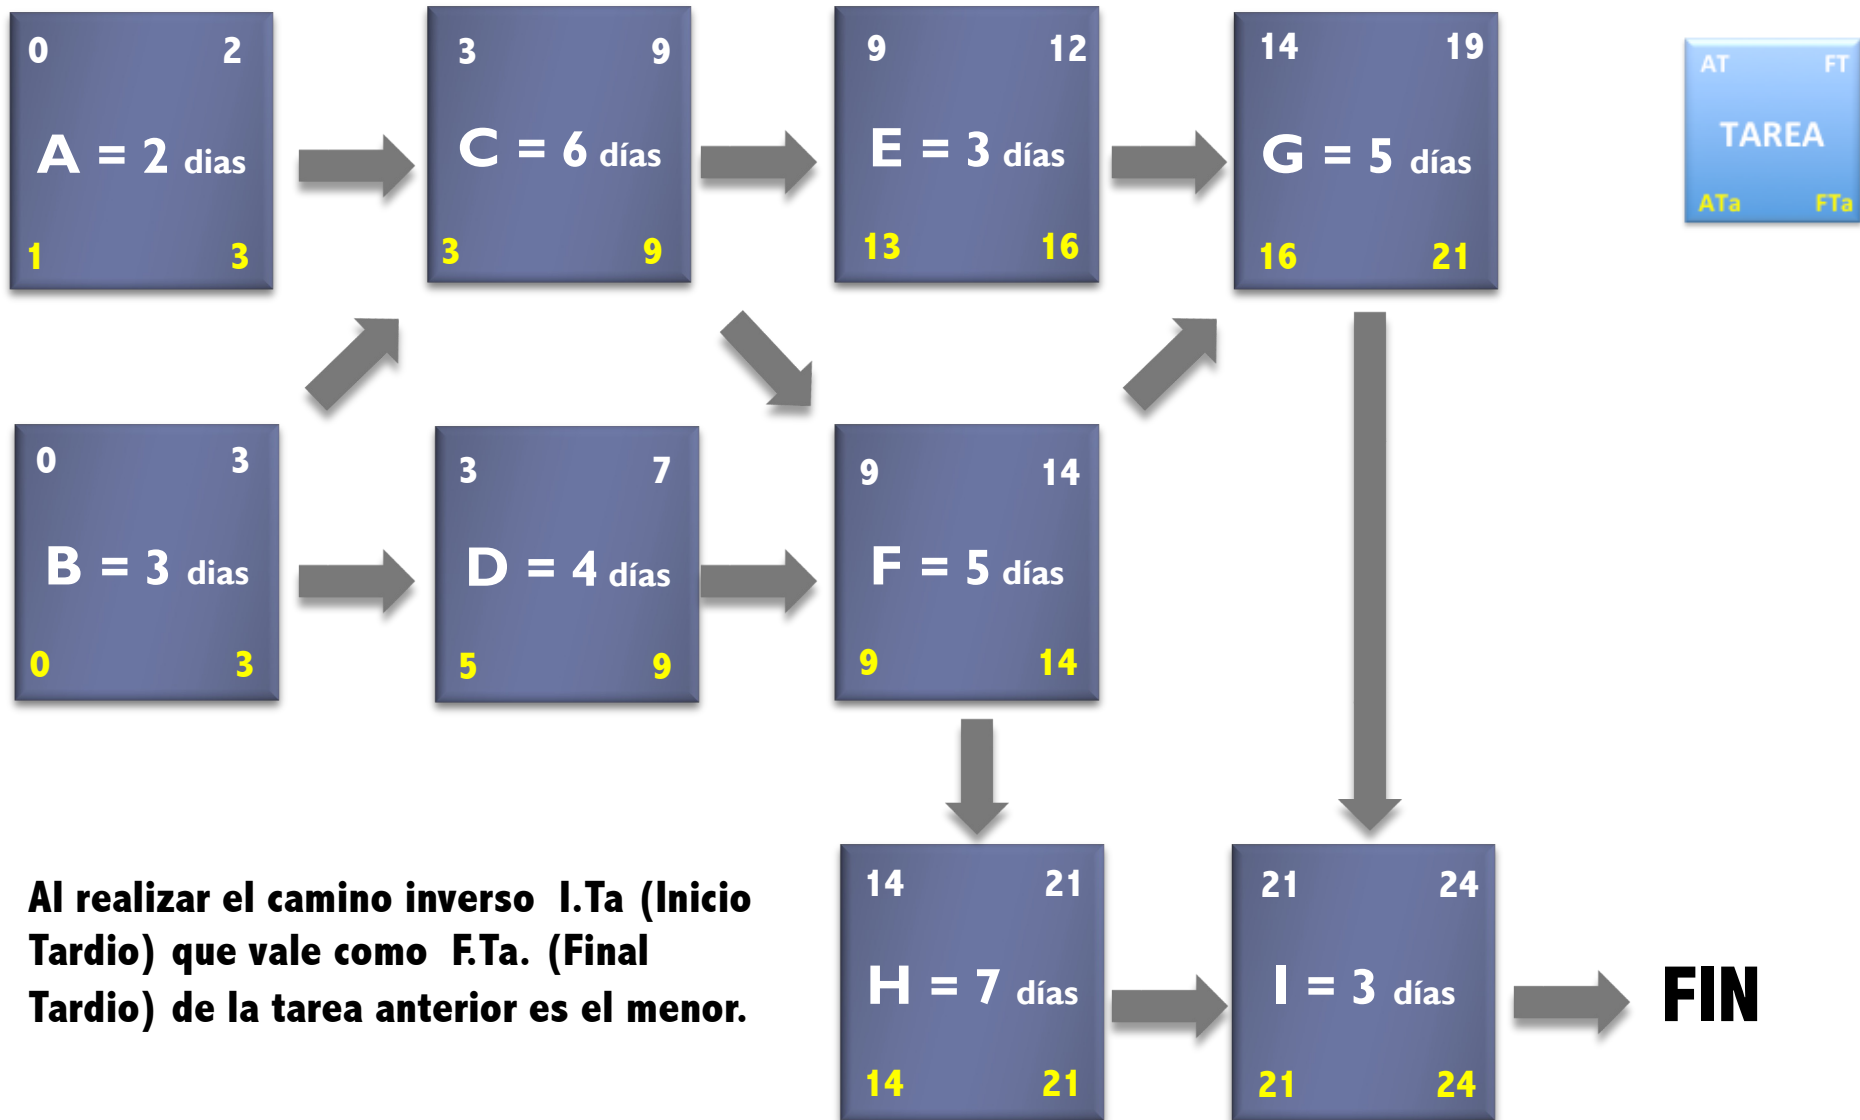 0 2
A = 2 dias
1 3
3 9
C = 6 días
3 9
9 12
E = 3 días
13 16
14 19
G = 5 días
16 21
AT FT
TAREA
ATa FTa
0 3
B = 3 dias
0 3
3 7
D = 4 días
5 9
9 14
F = 5 días
9 14
Al realizar el camino inverso I.Ta (Inicio
Tardio) que vale como F.Ta. (Final
Tardio) de la tarea anterior es el menor.
14 21
H = 7 días
14 21
21 24
I = 3 días
21 24
FIN